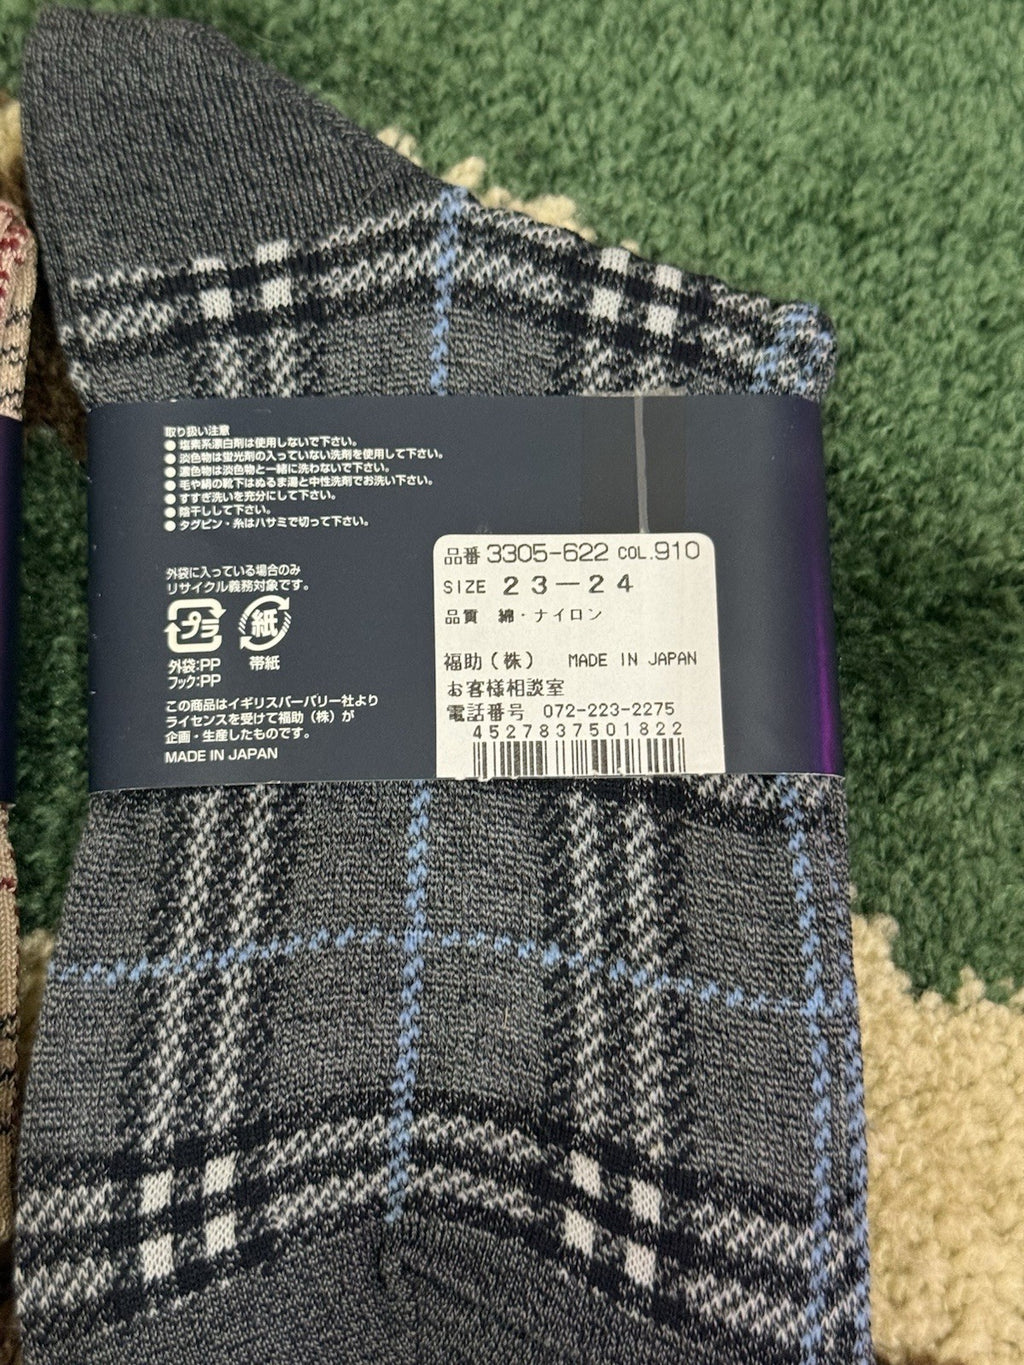 取り扱い注意
●塩素系漂白剤は使用しないで下さい。
●淡色物は蛍光剤の入っていない洗剤を使用して下さい。
●濃色物は淡色物と一緒に洗わないで下さい。
●毛や絹の靴下はぬるま湯と中性洗剤でお洗い下さい。
●すすぎ洗いを充分にして下さい。
●陰干しして下さい。
●タグピン・糸はハサミで切って下さい。
外袋に入っている場合のみ
リサイクル義務対象です。
プラ 紙
外袋:PP 帯紙
フック:PP
この商品はイギリスバーバリー社より
ライセンスを受けて福助（株）が
企画・生産したものです。
MADE IN JAPAN
品番 3305-622 COL.910
SIZE 23－24
品質 綿・ナイロン
福助（株） MADE IN JAPAN
お客様相談室
電話番号 072-223-2275
4527837501822